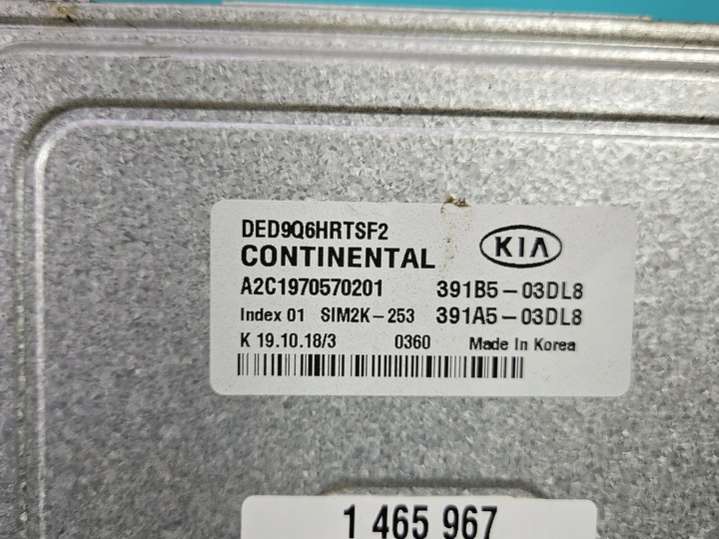 DED9Q6HRTSF2
CONTINENTAL
KIA
A2C1970570201 391B5-03DL8
Index 01 SIM2K-253 391A5-03DL8
K 19.10.18/3 0360 Made In Korea
1 465 967